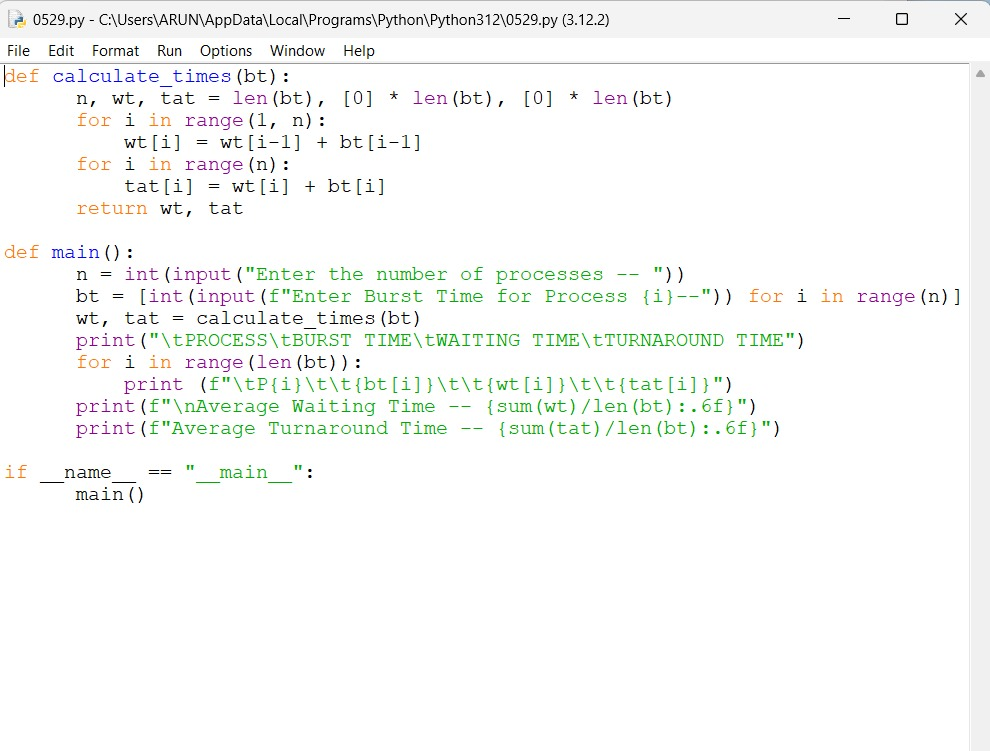 0529.py - C:\Users\ARUN\AppData\Local\Programs\Python\Python312\0529.py (3.12.2)
File Edit Format Run Options Window Help
def calculate_times(bt):
      n, wt, tat = len(bt), [0] * len(bt), [0] * len(bt)
      for i in range(1, n):
          wt[i] = wt[i-1] + bt[i-1]
      for i in range(n):
          tat[i] = wt[i] + bt[i]
      return wt, tat

def main():
      n = int(input("Enter the number of processes -- "))
      bt = [int(input(f"Enter Burst Time for Process {i}--")) for i in range(n)]
      wt, tat = calculate_times(bt)
      print("\tPROCESS\tBURST TIME\tWAITING TIME\tTURNAROUND TIME")
      for i in range(len(bt)):
          print (f"\tP{i}\t\t{bt[i]}\t\t{wt[i]}\t\t{tat[i]}")
      print(f"\nAverage Waiting Time -- {sum(wt)/len(bt):.6f}")
      print(f"Average Turnaround Time -- {sum(tat)/len(bt):.6f}")

if __name__ == "__main__":
      main()